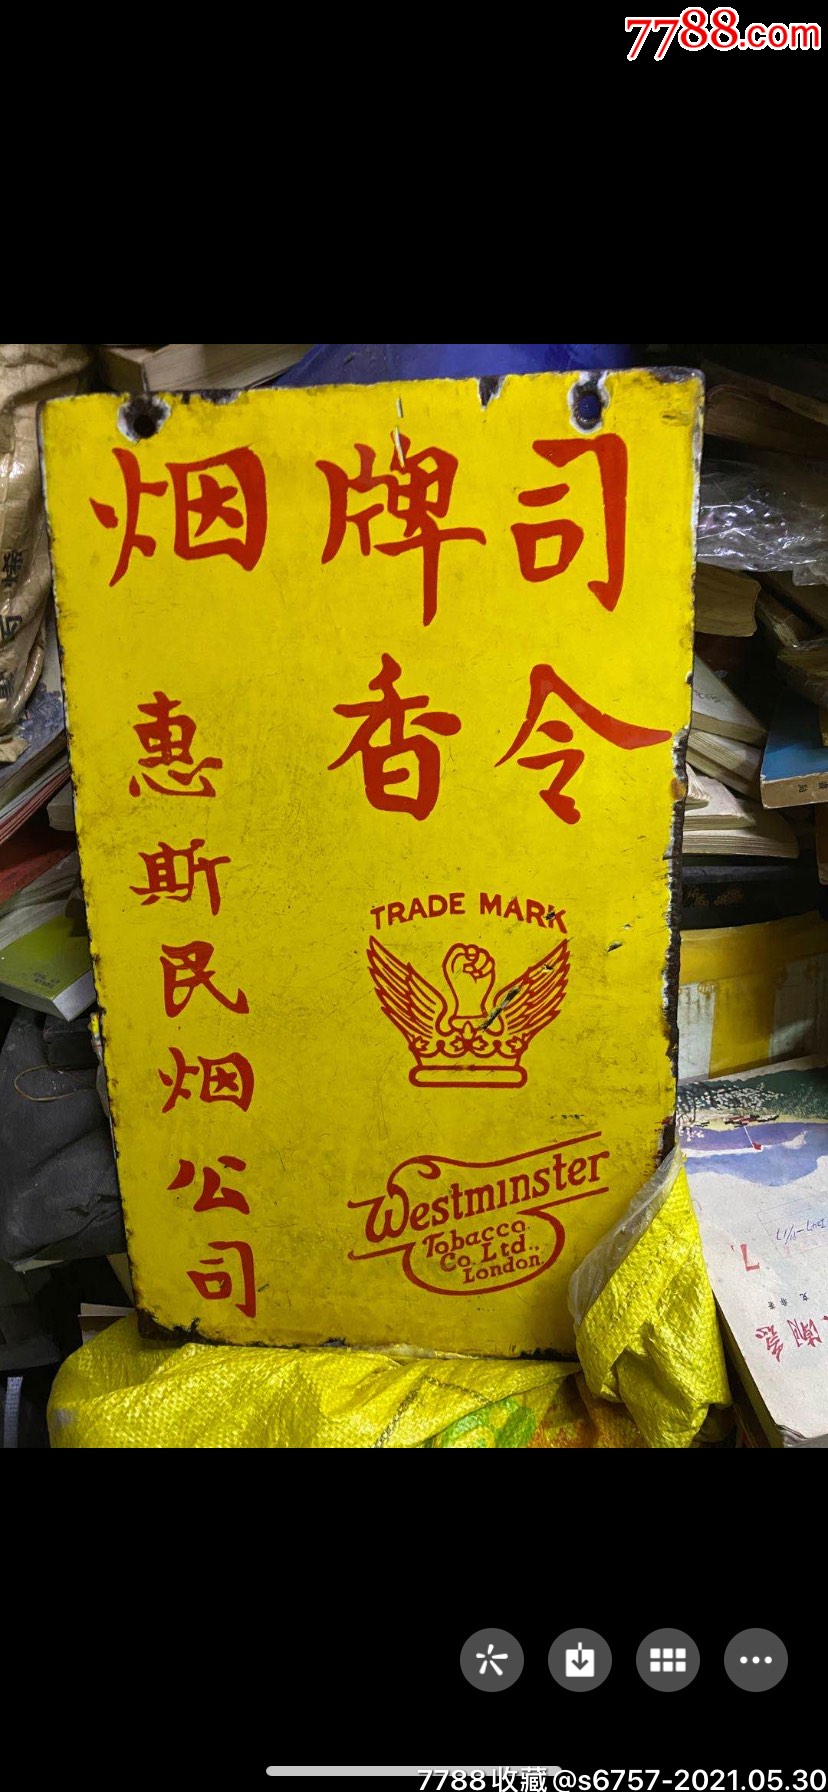 7788.com
司令
牌香
烟
惠斯民烟公司
TRADE MARK
Westminster
Tobacco
Co. Ltd.,
London.
7788收藏@s6757-2021.05.30